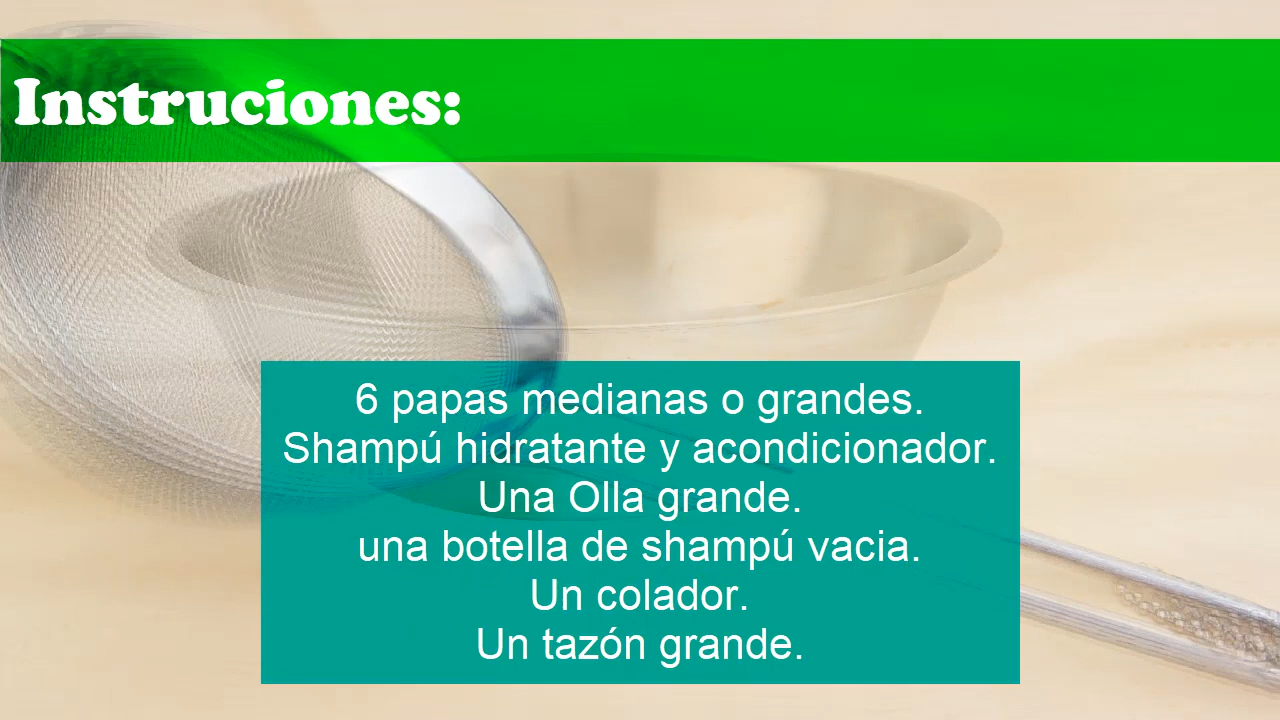 Instruciones:
6 papas medianas o grandes.
Shampú hidratante y acondicionador.
Una Olla grande.
una botella de shampú vacia.
Un colador.
Un tazón grande.